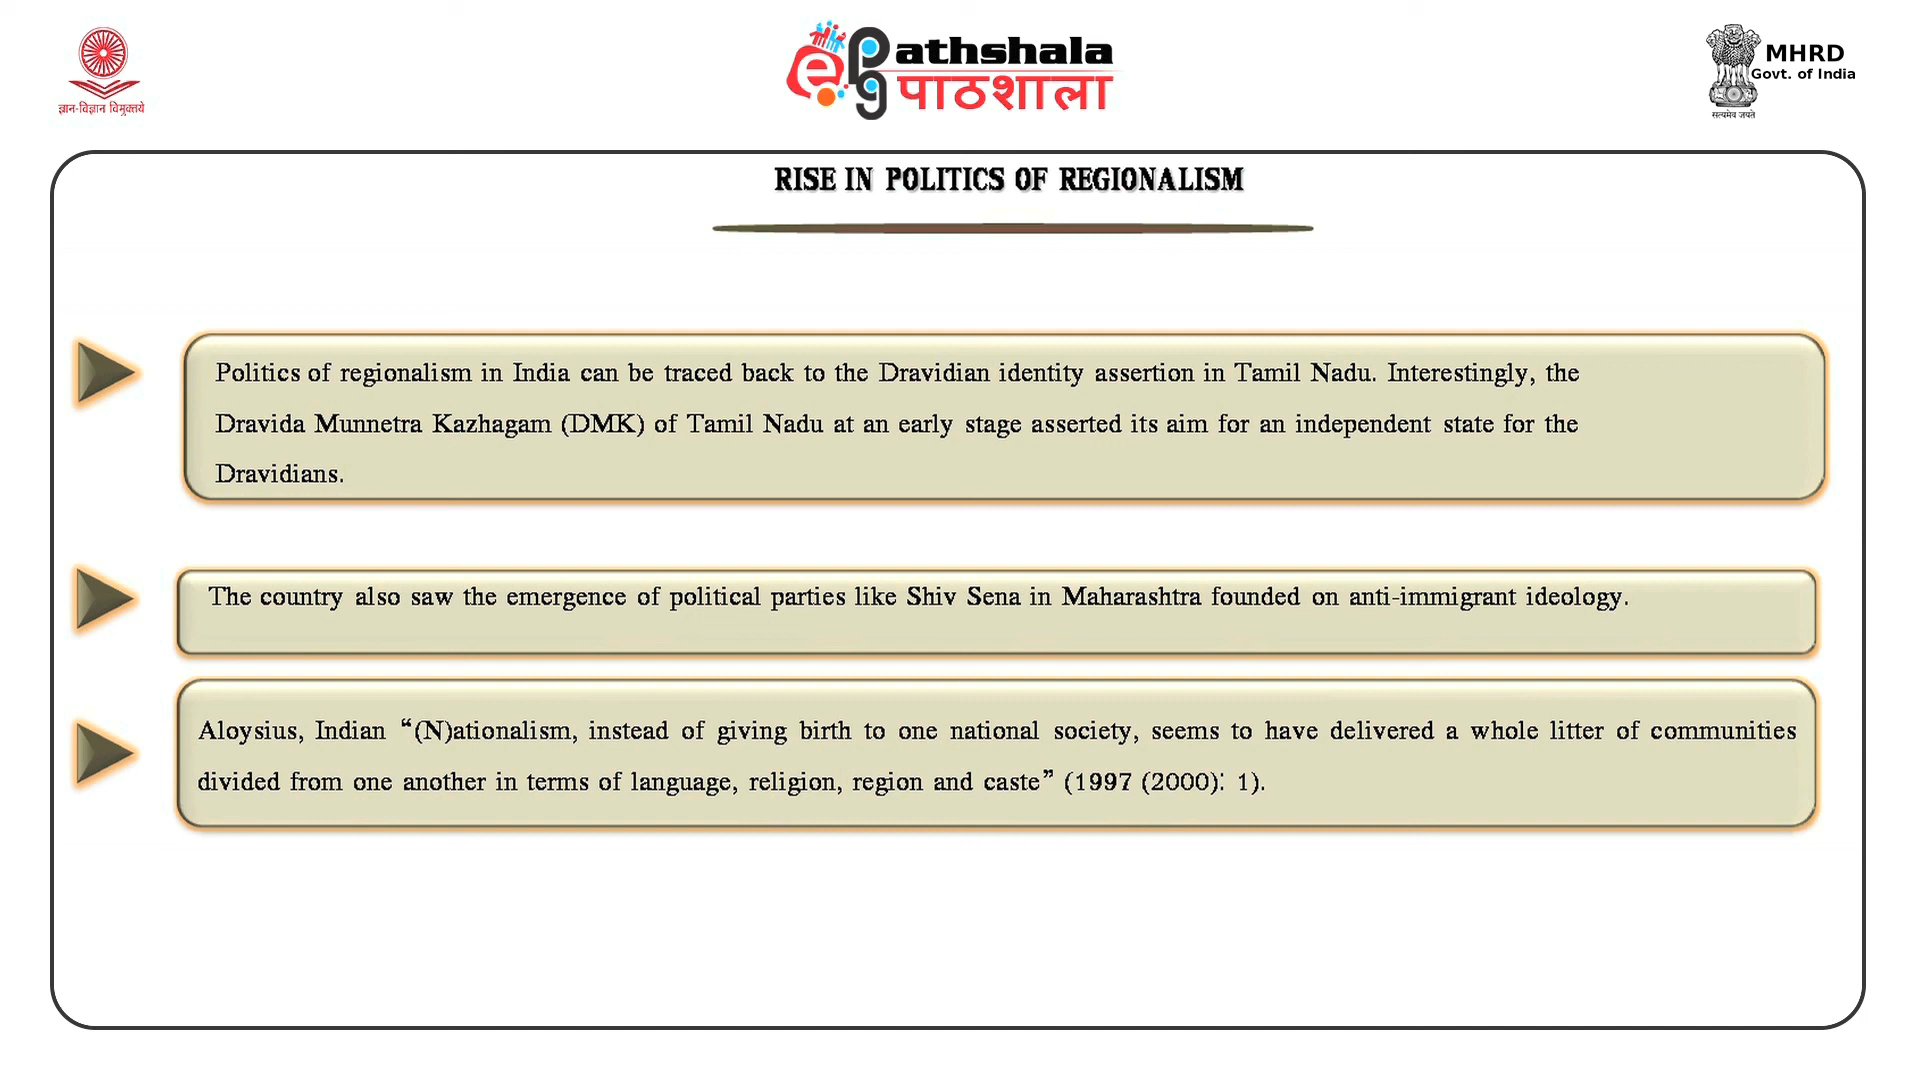 ज्ञान-विज्ञान विमुक्तये
Pathshala
पाठशाला
MHRD
Govt. of India
सत्यमेव जयते
RISE IN POLITICS OF REGIONALISM
Politics of regionalism in India can be traced back to the Dravidian identity assertion in Tamil Nadu. Interestingly, the
Dravida Munnetra Kazhagam (DMK) of Tamil Nadu at an early stage asserted its aim for an independent state for the
Dravidians.
The country also saw the emergence of political parties like Shiv Sena in Maharashtra founded on anti-immigrant ideology.
Aloysius, Indian “(N)ationalism, instead of giving birth to one national society, seems to have delivered a whole litter of communities
divided from one another in terms of language, religion, region and caste” (1997 (2000): 1).